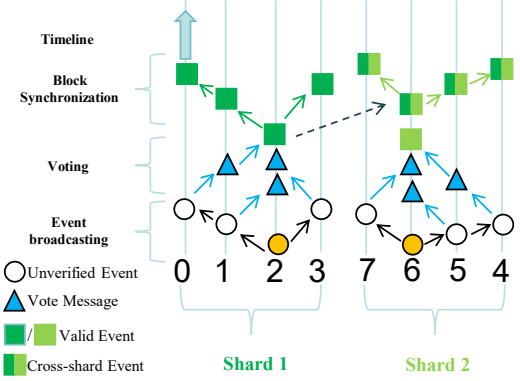 Timeline
Block
Synchronization
Voting
Event
broadcasting
0 1 2 3 7 6 5 4
Unverified Event
Vote Message
/ Valid Event
Cross-shard Event
Shard 1 Shard 2